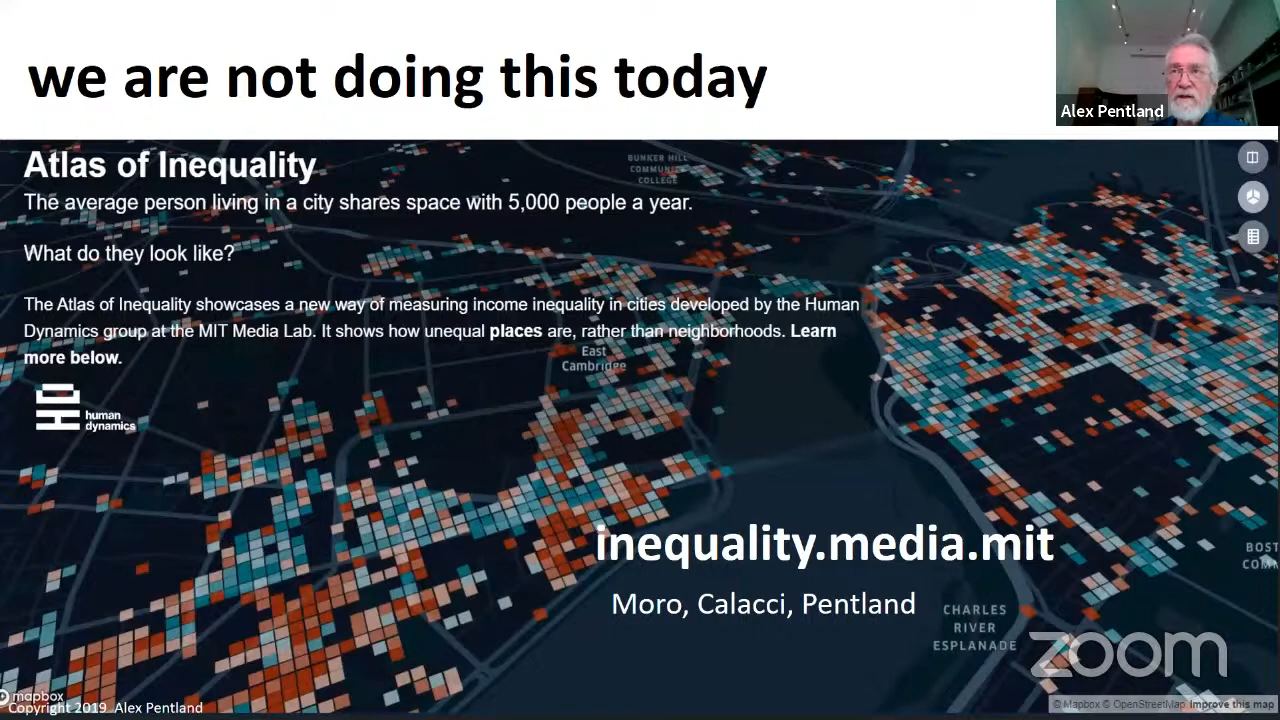 we are not doing this today
Alex Pentland
Atlas of Inequality
The average person living in a city shares space with 5,000 people a year.
What do they look like?
The Atlas of Inequality showcases a new way of measuring income inequality in cities developed by the Human
Dynamics group at the MIT Media Lab. It shows how unequal places are, rather than neighborhoods. Learn
more below.
BUNKER HILL
COMMUNITY
COLLEGE
East
Cambridge
human
dynamics
inequality.media.mit
Moro, Calacci, Pentland
BOST
COMM
CHARLES
RIVER
ESPLANADE
zoom
mapbox
Copyright 2019 Alex Pentland
© Mapbox © OpenStreetMap Improve this map